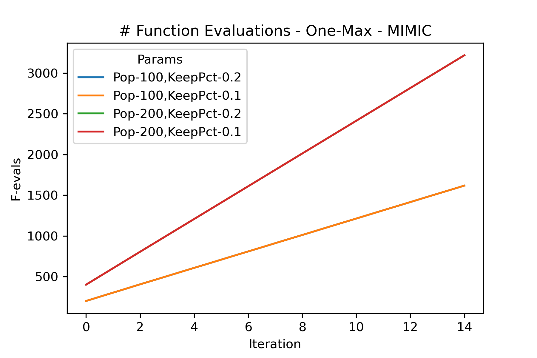 # Function Evaluations - One-Max - MIMIC
Params
Pop-100,KeepPct-0.2
Pop-100,KeepPct-0.1
Pop-200,KeepPct-0.2
Pop-200,KeepPct-0.1
F-evals
3000
2500
2000
1500
1000
500
0 2 4 6 8 10 12 14
Iteration